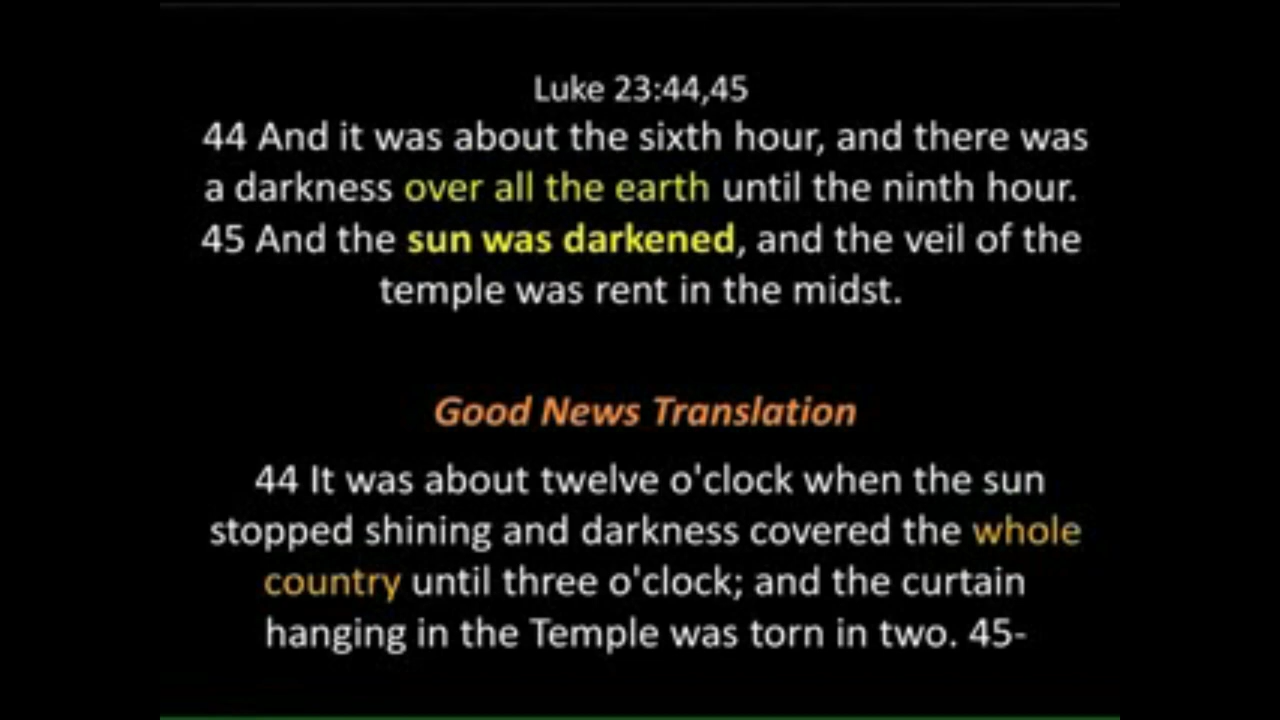 Luke 23:44,45
44 And it was about the sixth hour, and there was
a darkness over all the earth until the ninth hour.
45 And the sun was darkened, and the veil of the
temple was rent in the midst.
Good News Translation
44 It was about twelve o'clock when the sun
stopped shining and darkness covered the whole
country until three o'clock; and the curtain
hanging in the Temple was torn in two. 45-